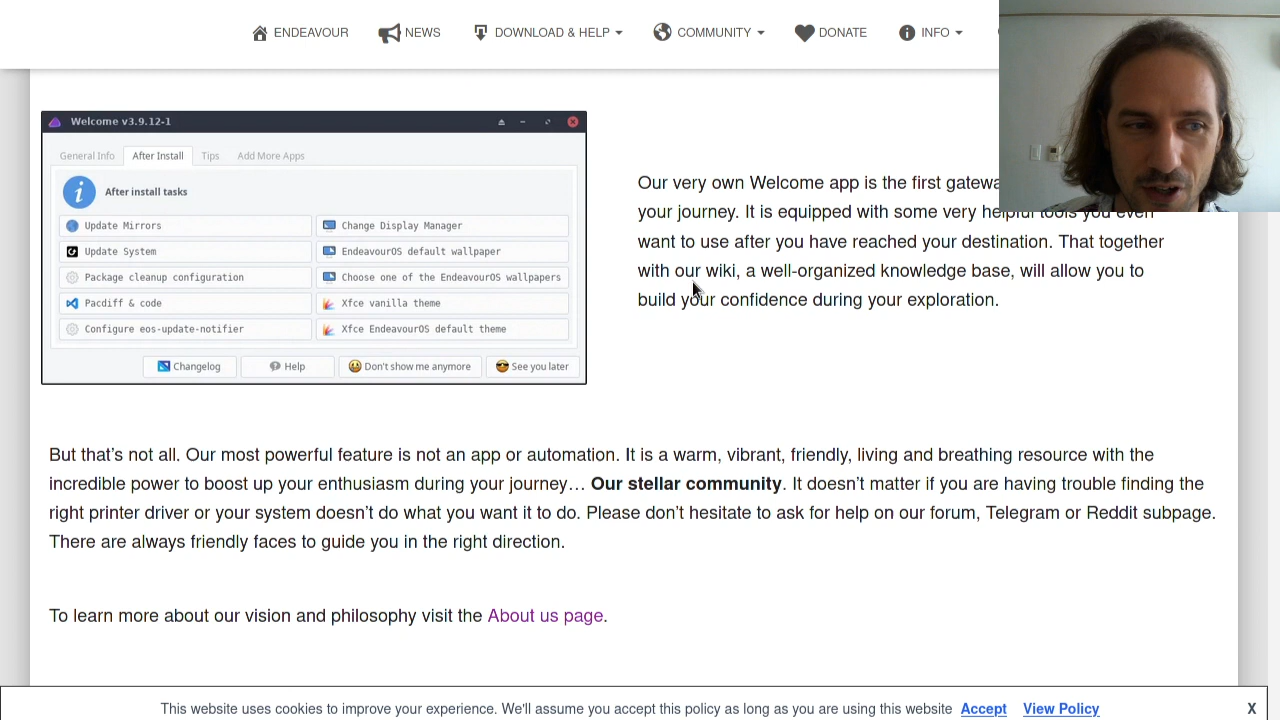 ENDEAVOUR NEWS DOWNLOAD & HELP COMMUNITY DONATE INFO
Welcome v3.9.12-1
General Info After Install Tips Add More Apps
After install tasks
Update Mirrors Change Display Manager
Update System EndeavourOS default wallpaper
Package cleanup configuration Choose one of the EndeavourOS wallpapers
Pacdiff & code Xfce vanilla theme
Configure eos-update-notifier Xfce EndeavourOS default theme
Changelog Help Don't show me anymore See you later
Our very own Welcome app is the first
your journey. It is equipped with some very helpful tools you even
want to use after you have reached your destination. That together
with our wiki, a well-organized knowledge base, will allow you to
build your confidence during your exploration.
But that’s not all. Our most powerful feature is not an app or automation. It is a warm, vibrant, friendly, living and breathing resource with the
incredible power to boost up your enthusiasm during your journey… Our stellar community. It doesn’t matter if you are having trouble finding the
right printer driver or your system doesn’t do what you want it to do. Please don’t hesitate to ask for help on our forum, Telegram or Reddit subpage.
There are always friendly faces to guide you in the right direction.
To learn more about our vision and philosophy visit the About us page.
This website uses cookies to improve your experience. We'll assume you accept this policy as long as you are using this website Accept View Policy X